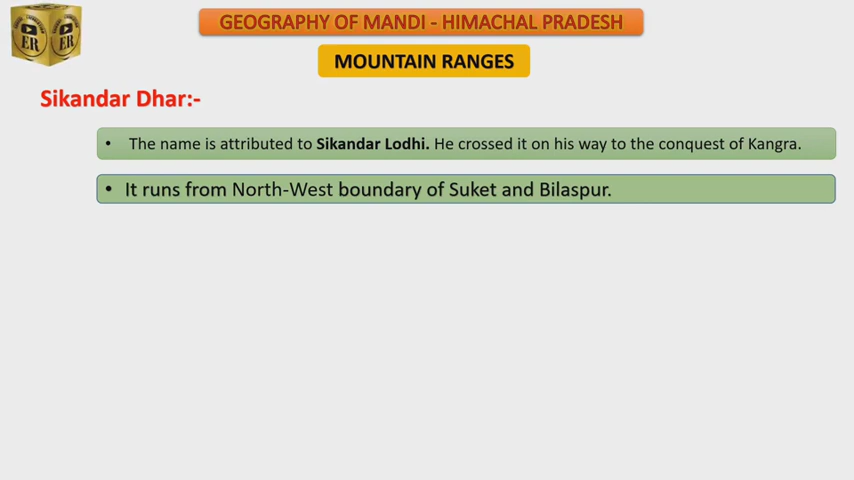 GEOGRAPHY OF MANDI - HIMACHAL PRADESH
MOUNTAIN RANGES
Sikandar Dhar:-
• The name is attributed to Sikandar Lodhi. He crossed it on his way to the conquest of Kangra.
• It runs from North-West boundary of Suket and Bilaspur.
ER
ER